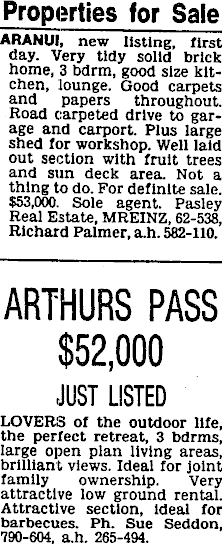 Properties for Sale
ARANUI, new listing, first
day. Very tidy solid brick
home, 3 bdrm, good size kit-
chen, lounge. Good carpets
and papers throughout.
Road carpeted drive to gar-
age and carport. Plus large
shed for workshop. Well laid
out section with fruit trees
and sun deck area. Not a
thing to do. For definite sale.
$53,000. Sole agent. Pasley
Real Estate, MREINZ, 62-538,
Richard Palmer, a.h. 582-110.
ARTHURS PASS
$52,000
JUST LISTED
LOVERS of the outdoor life,
the perfect retreat, 3 bdrms,
large open plan living areas,
brilliant views. Ideal for joint
family ownership. Very
attractive low ground rental.
Attractive section, ideal for
barbecues. Ph. Sue Seddon,
790-604, a.h. 265-494.